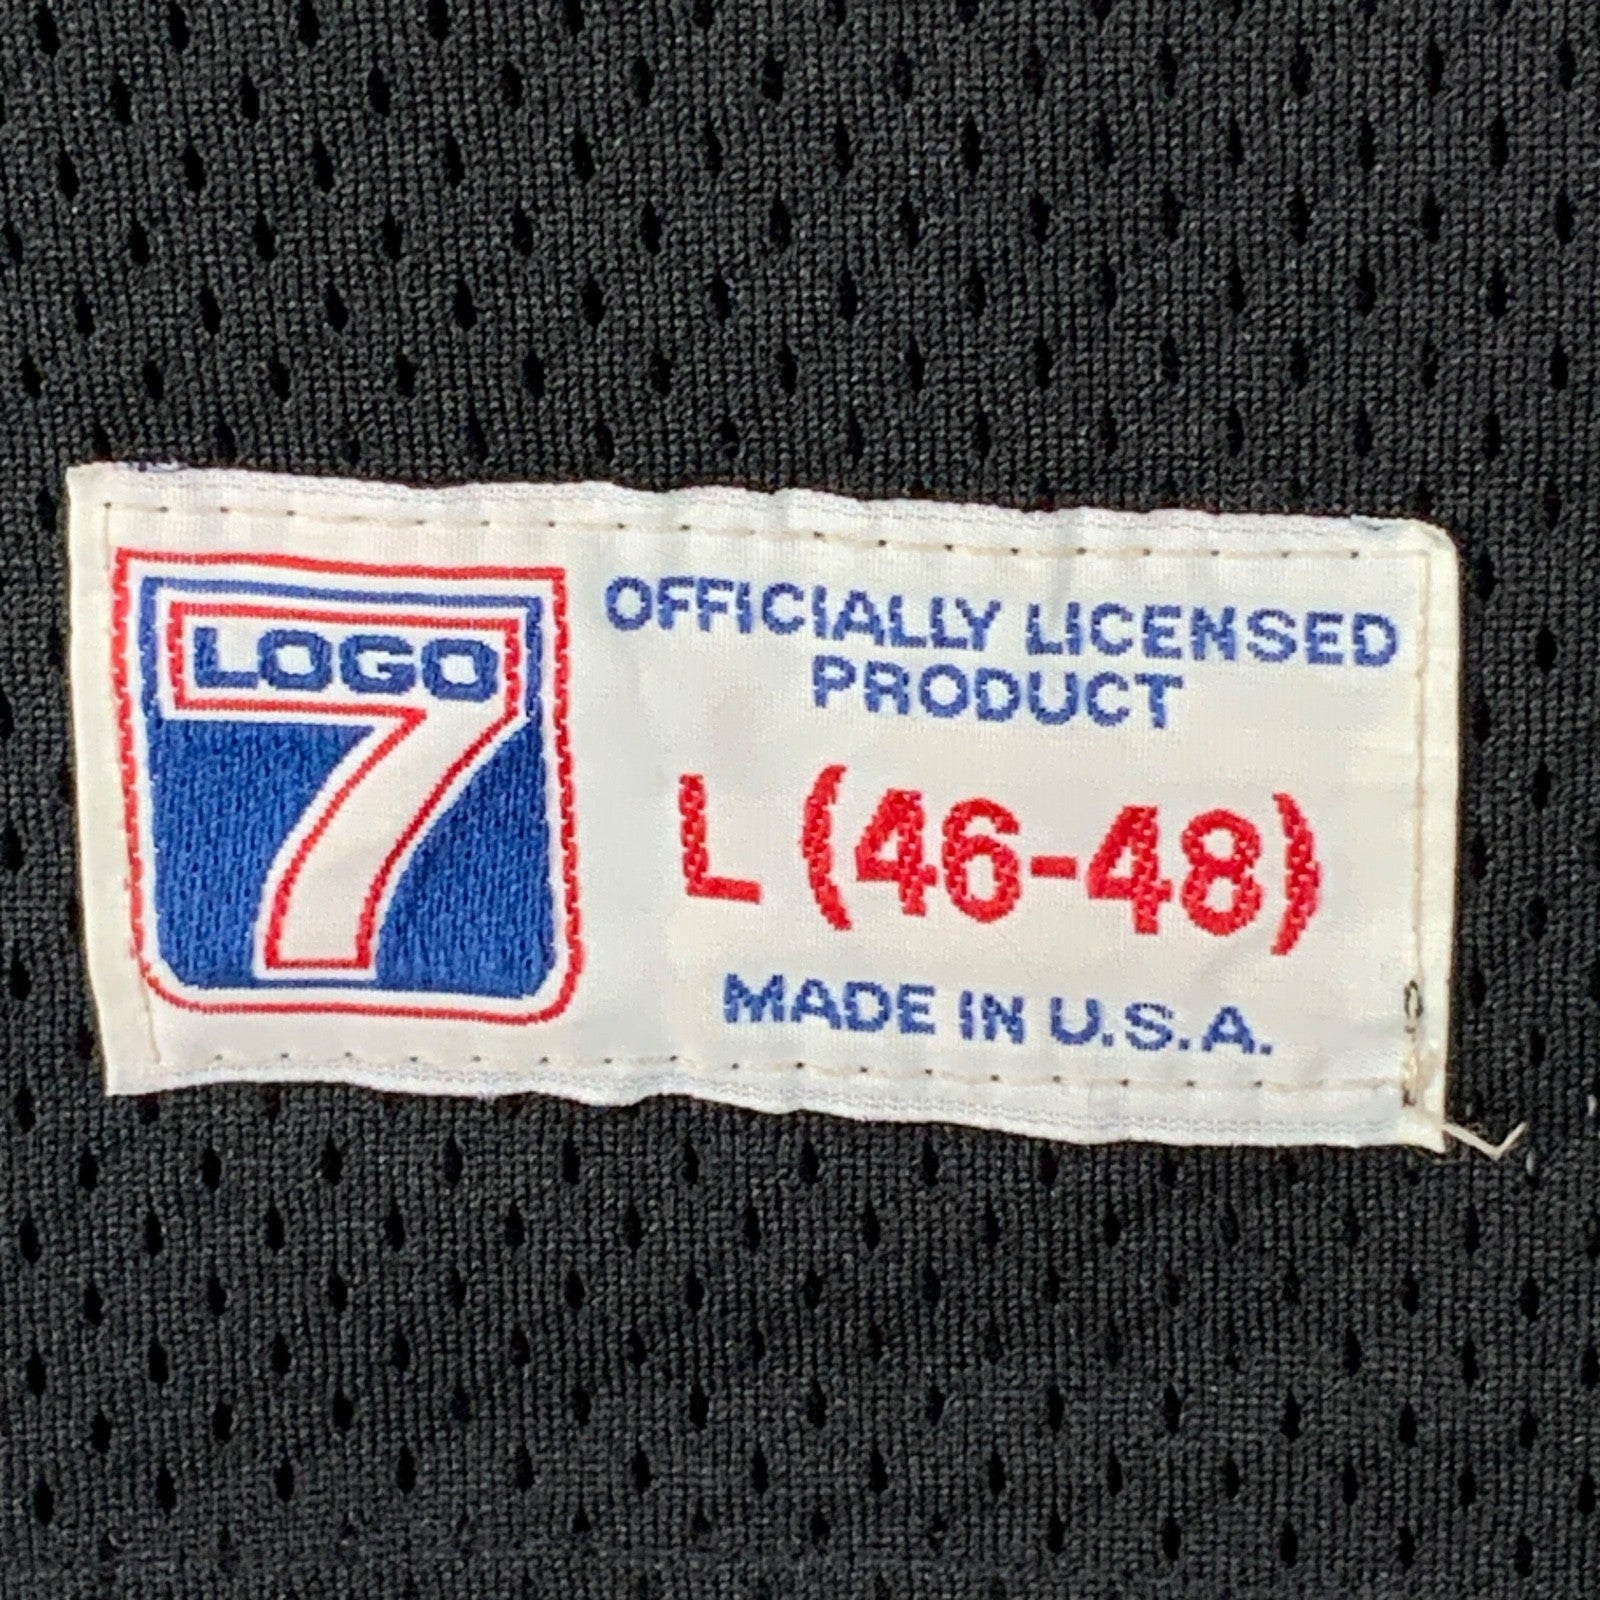 LOGO
7
OFFICIALLY LICENSED
PRODUCT
L (46-48)
MADE IN U.S.A.